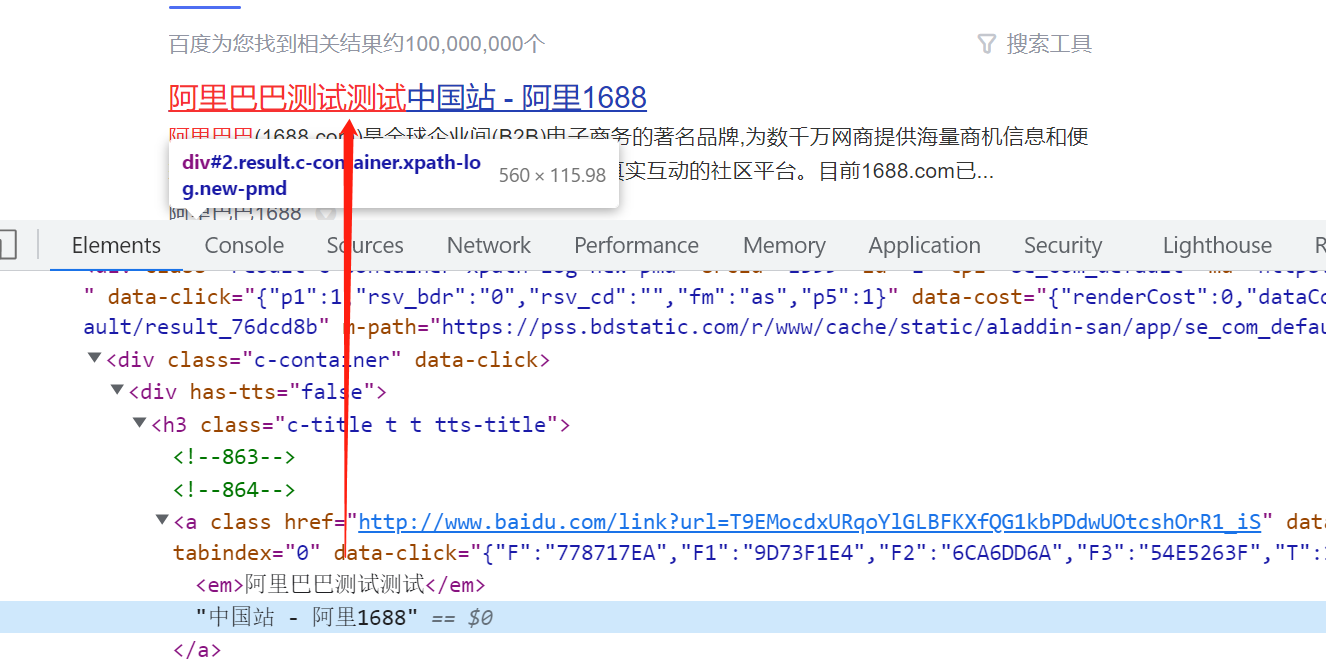 百度为您找到相关结果约100,000,000个 搜索工具
阿里巴巴测试测试中国站 - 阿里1688
阿里巴巴(1688.com)是全球企业间(B2B)电子商务的著名品牌,为数千万网商提供海量商机信息和便
真实互动的社区平台。目前1688.com已...
div#2.result.c-container.xpath-lo
g.new-pmd
560 × 115.98
阿里巴巴1688
Elements Console Sources Network Performance Memory Application Security Lighthouse R
" data-click="{"p1":1,"rsv_bdr":"0","rsv_cd":"","fm":"as","p5":1}" data-cost="{"renderCost":0,"dataCo
ault/result_76dcd8b" m-path="https://pss.bdstatic.com/r/www/cache/static/aladdin-san/app/se_com_defau
<div class="c-container" data-click>
<div has-tts="false">
<h3 class="c-title t t tts-title">
<!--863-->
<!--864-->
<a class href="http://www.baidu.com/link?url=T9EMocdxURqoYlGLBFKXfQG1kbPDdwUOtcshOrR1_iS" data
tabindex="0" data-click="{"F":"778717EA","F1":"9D73F1E4","F2":"6CA6DD6A","F3":"54E5263F","T":
<em>阿里巴巴测试测试</em>
"中国站 - 阿里1688" == $0
</a>